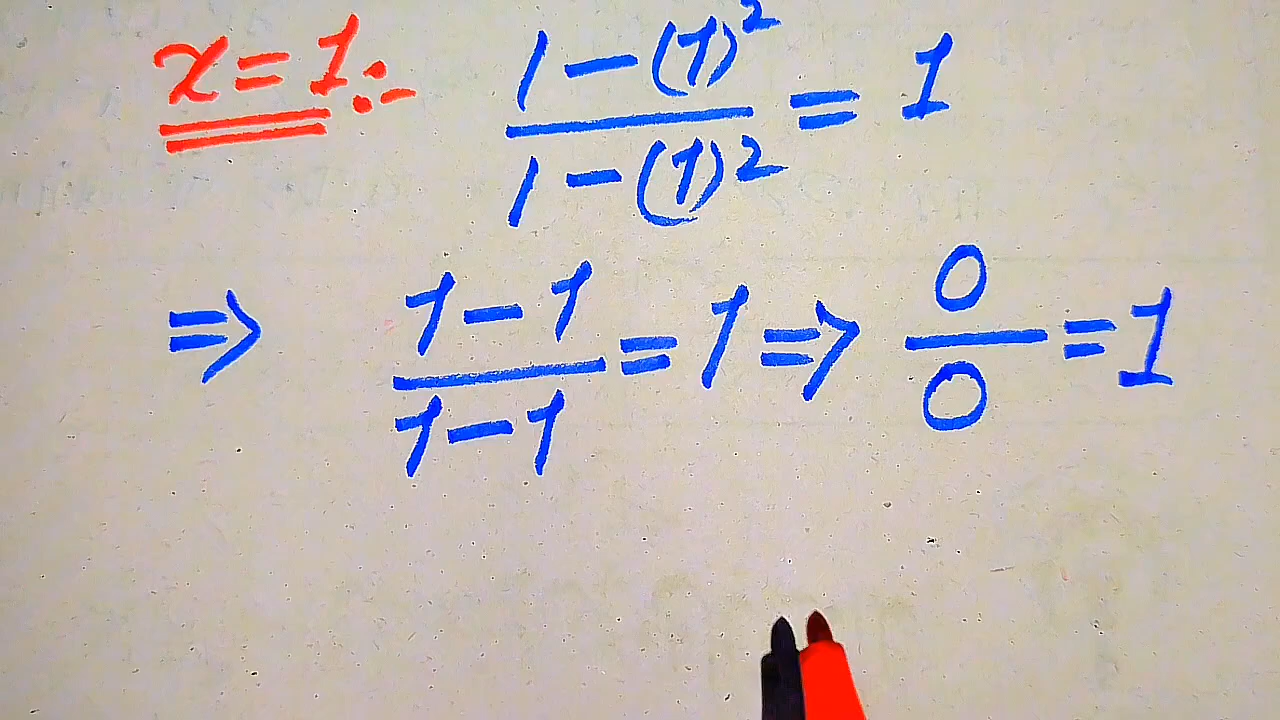 x = 1 :- (1 - (1)²)/(1 - (1)²) = 1
⇒ (1 - 1)/(1 - 1) = 1 ⇒ 0/0 = 1